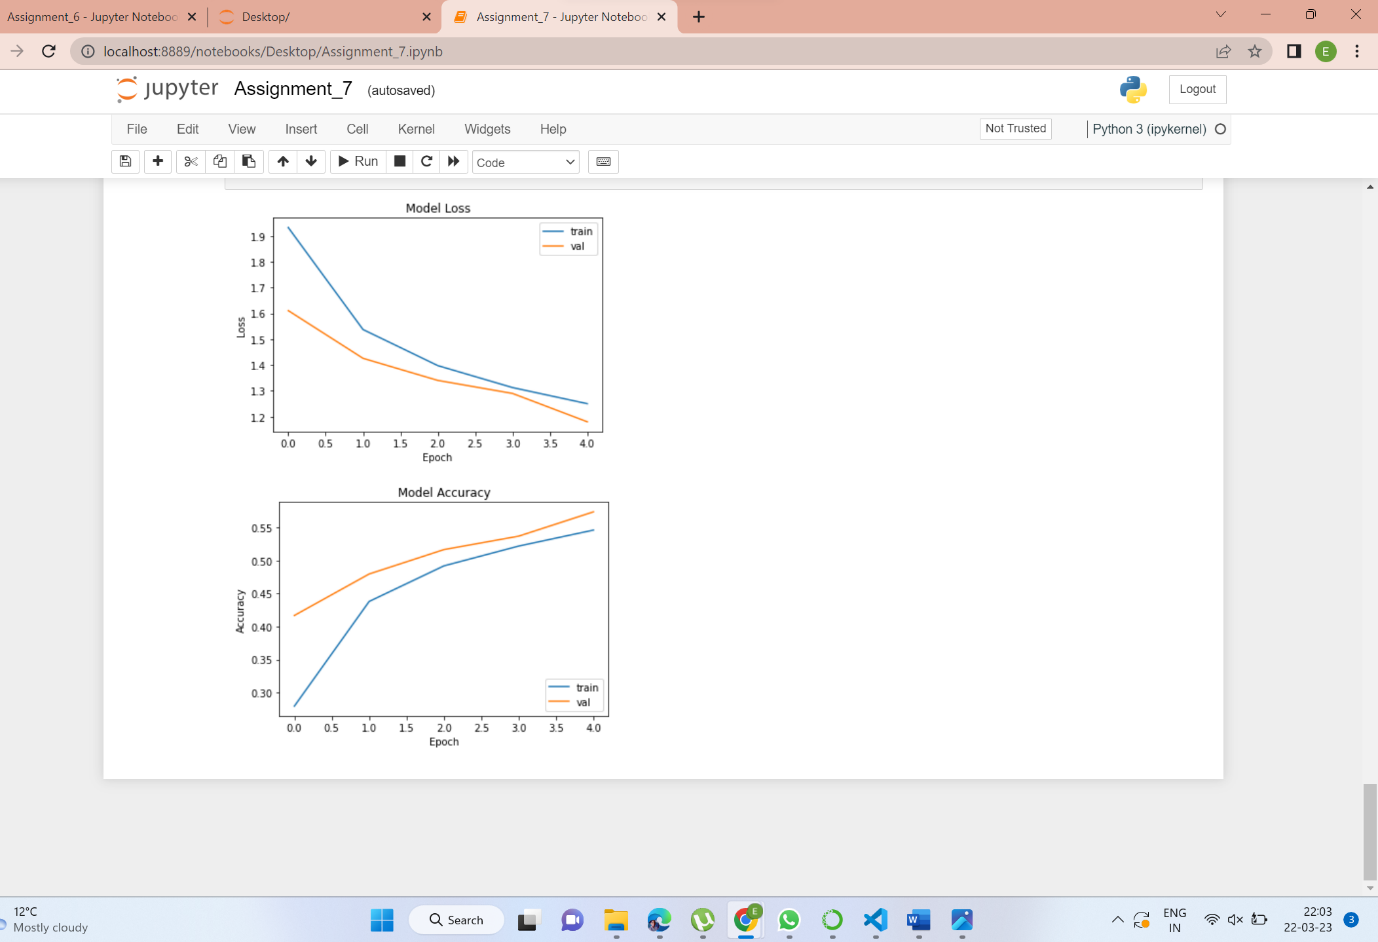 Assignment_6 - Jupyter Noteboo
Desktop/
Assignment_7 - Jupyter Noteboo
localhost:8889/notebooks/Desktop/Assignment_7.ipynb
E
jupyter Assignment_7 (autosaved)
Logout
File Edit View Insert Cell Kernel Widgets Help
Not Trusted
Python 3 (ipykernel)
Run
Code
Model Loss
train
val
1.9
1.8
1.7
1.6
1.5
1.4
1.3
1.2
Loss
0.0 0.5 1.0 1.5 2.0 2.5 3.0 3.5 4.0
Epoch
Model Accuracy
0.55
0.50
0.45
0.40
0.35
0.30
Accuracy
train
val
0.0 0.5 1.0 1.5 2.0 2.5 3.0 3.5 4.0
Epoch
12°C
Mostly cloudy
Search
E
ENG
IN
22:03
22-03-23
3